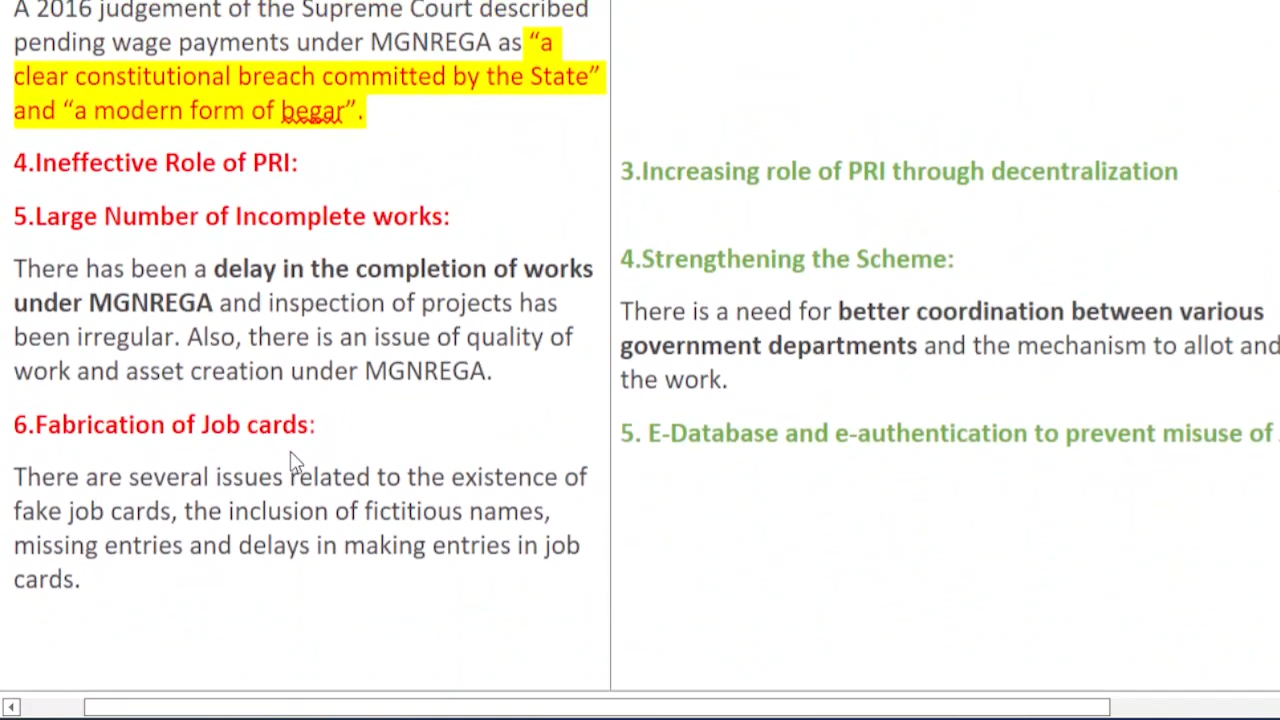 A 2016 judgement of the Supreme Court described
pending wage payments under MGNREGA as “a
clear constitutional breach committed by the State”
and “a modern form of begar”.
4.Ineffective Role of PRI:
5.Large Number of Incomplete works:
There has been a delay in the completion of works
under MGNREGA and inspection of projects has
been irregular. Also, there is an issue of quality of
work and asset creation under MGNREGA.
6.Fabrication of Job cards:
There are several issues related to the existence of
fake job cards, the inclusion of fictitious names,
missing entries and delays in making entries in job
cards.
3.Increasing role of PRI through decentralization
4.Strengthening the Scheme:
There is a need for better coordination between various
government departments and the mechanism to allot and
the work.
5. E-Database and e-authentication to prevent misuse of